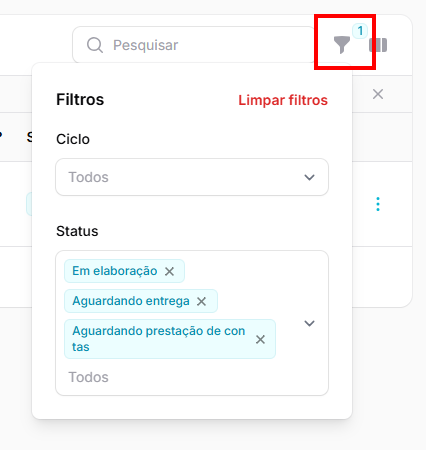 Pesquisar
1
Filtros
Limpar filtros
Ciclo
Todos
Status
Em elaboração
Aguardando entrega
Aguardando prestação de con
tas
Todos